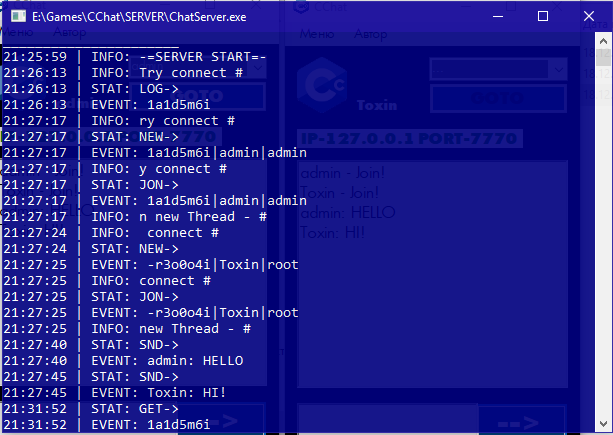 E:\Games\CChat\SERVER\ChatServer.exe
21:25:59 | INFO: -=SERVER START=-
21:26:13 | INFO: Try connect #
21:26:13 | STAT: LOG->
21:26:13 | EVENT: 1a1d5m6i
21:27:17 | INFO: ry connect #
21:27:17 | STAT: NEW->
21:27:17 | EVENT: 1a1d5m6i|admin|admin
21:27:17 | INFO: y connect #
21:27:17 | STAT: JON->
21:27:17 | EVENT: 1a1d5m6i|admin|admin
21:27:17 | INFO: n new Thread - #
21:27:24 | INFO:  connect #
21:27:24 | STAT: NEW->
21:27:25 | EVENT: -r3o0o4i|Toxin|root
21:27:25 | INFO: connect #
21:27:25 | STAT: JON->
21:27:25 | EVENT: -r3o0o4i|Toxin|root
21:27:25 | INFO: new Thread - #
21:27:40 | STAT: SND->
21:27:40 | EVENT: admin: HELLO
21:27:45 | STAT: SND->
21:27:45 | EVENT: Toxin: HI!
21:31:52 | STAT: GET->
21:31:52 | EVENT: 1a1d5m6i
CChat
Меню Автор
Toxin
GOTO
IP-127.0.0.1 PORT-7770
admin - Join!
Toxin - Join!
admin: HELLO
Toxin: HI!
-->